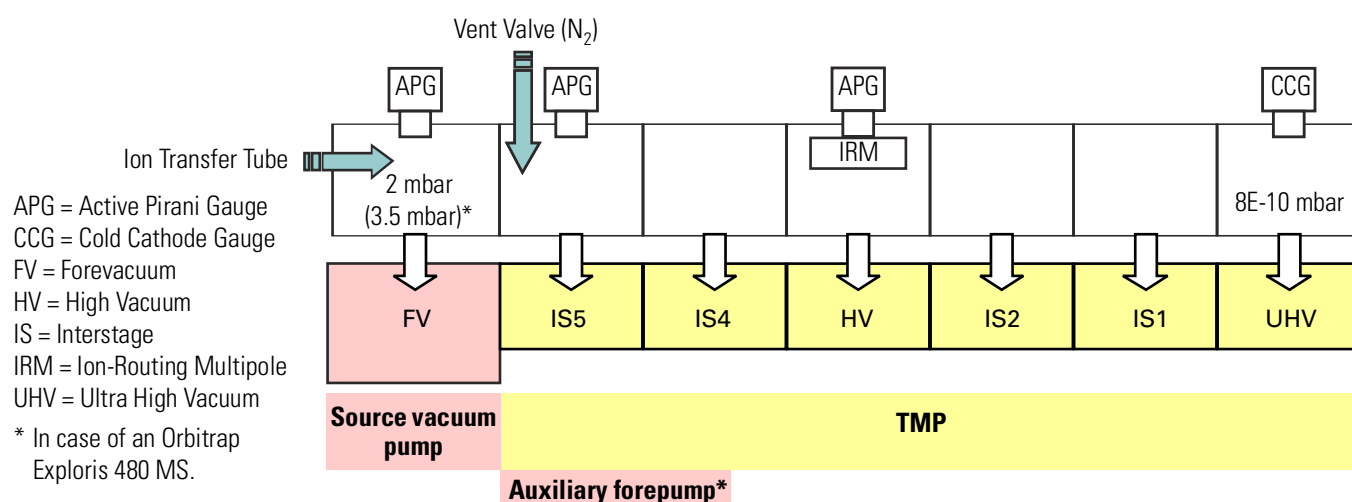 Vent Valve (N₂)
APG
APG
APG
CCG
Ion Transfer Tube
IRM
2 mbar
(3.5 mbar)*
8E-10 mbar
APG = Active Pirani Gauge
CCG = Cold Cathode Gauge
FV = Forevacuum
HV = High Vacuum
IS = Interstage
IRM = Ion-Routing Multipole
UHV = Ultra High Vacuum
* In case of an Orbitrap
Exploris 480 MS.
FV
IS5
IS4
HV
IS2
IS1
UHV
Source vacuum
pump
TMP
Auxiliary forepump*